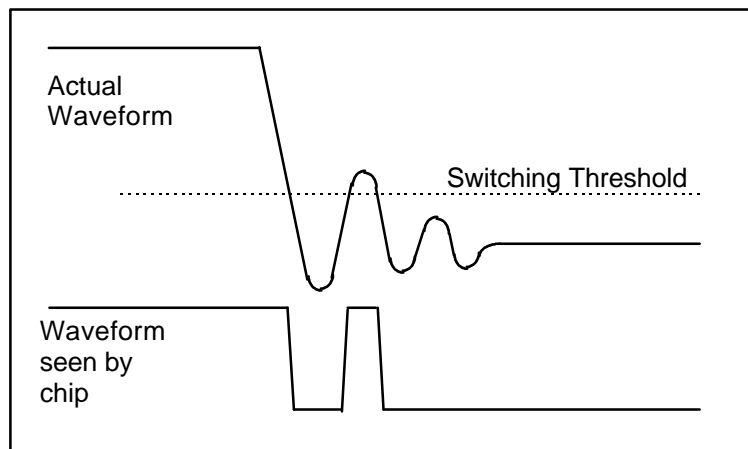 Actual
Waveform
Switching Threshold
Waveform
seen by
chip